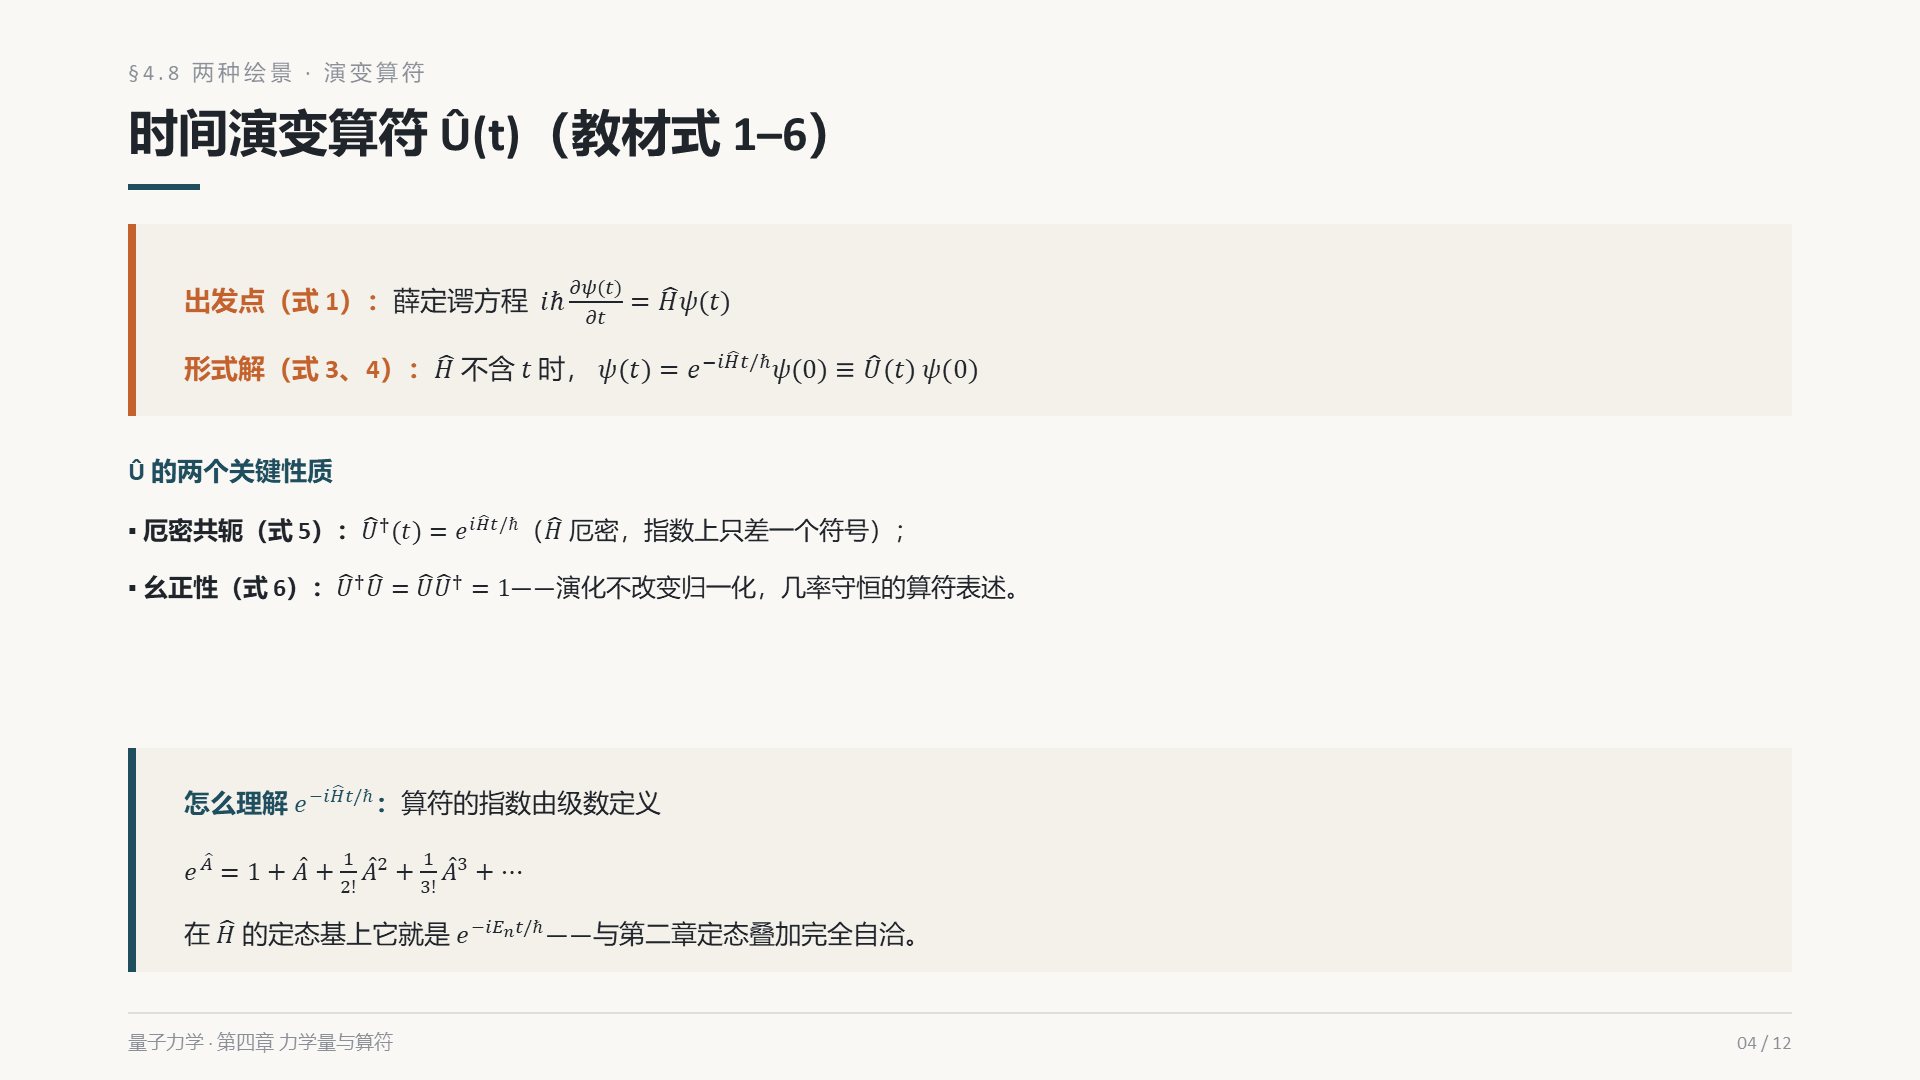 §4.8 两种绘景 · 演变算符
时间演变算符 Û(t)（教材式 1–6）
出发点（式 1）：薛定谔方程 iħ ∂ψ(t)/∂t = Ĥψ(t)
形式解（式 3、4）：Ĥ 不含 t 时， ψ(t) = e^{−iĤt/ħ}ψ(0) ≡ Û(t) ψ(0)
Û 的两个关键性质
▪ 厄密共轭（式 5）：Û†(t) = e^{iĤt/ħ}（Ĥ 厄密，指数上只差一个符号）；
▪ 幺正性（式 6）：Û†Û = ÛÛ† = 1——演化不改变归一化，几率守恒的算符表述。
怎么理解 e^{−iĤt/ħ}：算符的指数由级数定义
e^{Â} = 1 + Â + 1/2! Â² + 1/3! Â³ + ⋯
在 Ĥ 的定态基上它就是 e^{−iE_n t/ħ}——与第二章定态叠加完全自洽。
量子力学 · 第四章 力学量与算符
04 / 12